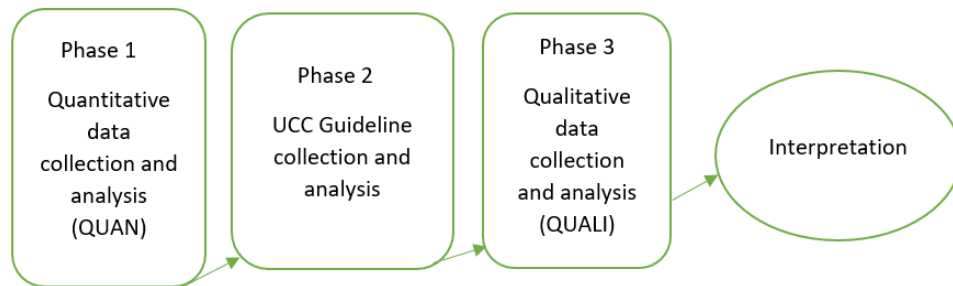 Phase 1
Quantitative
data
collection and
analysis
(QUAN)
Phase 2
UCC Guideline
collection and
analysis
Phase 3
Qualitative
data
collection
and analysis
(QUALI)
Interpretation